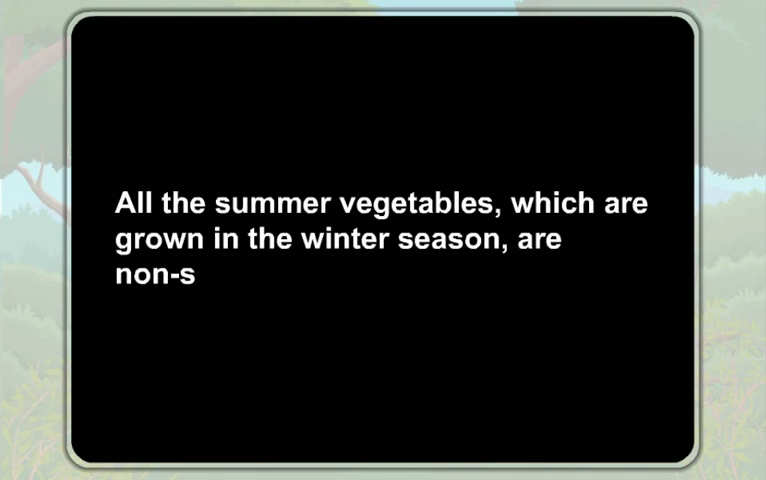 All the summer vegetables, which are
grown in the winter season, are
non-s